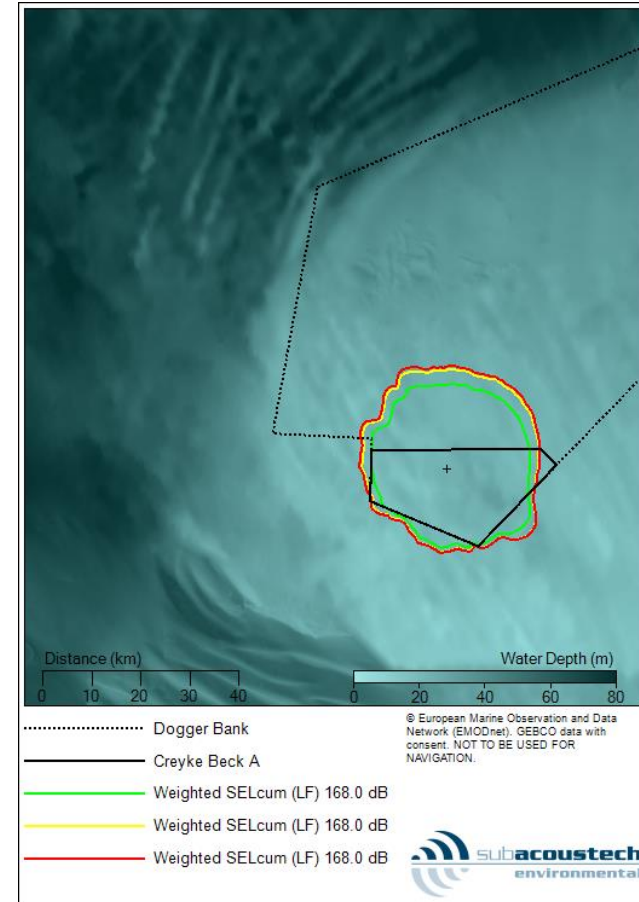 Distance (km)
0 10 20 30 40
Water Depth (m)
0 20 40 60 80
Dogger Bank
Creyke Beck A
Weighted SELcum (LF) 168.0 dB
Weighted SELcum (LF) 168.0 dB
Weighted SELcum (LF) 168.0 dB
© European Marine Observation and Data
Network (EMODnet). GEBCO data with
consent. NOT TO BE USED FOR
NAVIGATION.
subacoustech
environmental